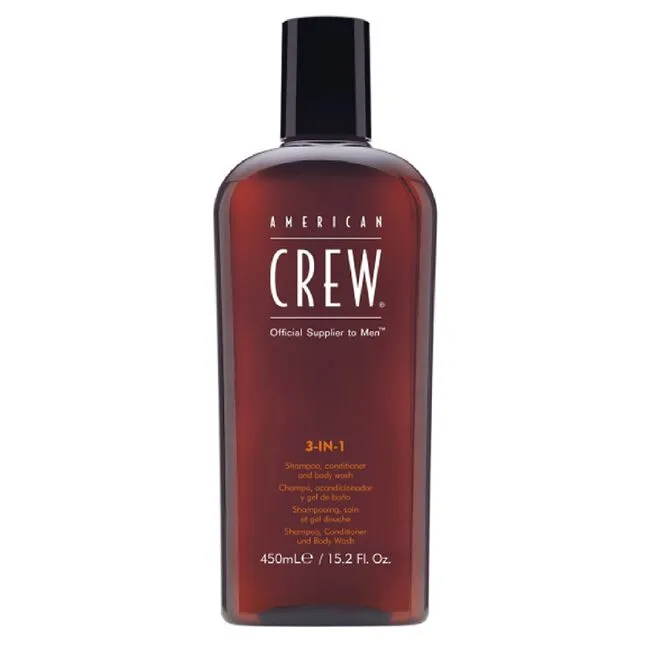 AMERICAN
CREW®
Official Supplier to Men™
3-IN-1
Shampoo, conditioner
and body wash
Champú, acondicionador
y gel de baño
Shampooing, soin
et gel douche
Shampoo, Conditioner
und Body Wash
450mL℮ / 15.2 Fl. Oz.